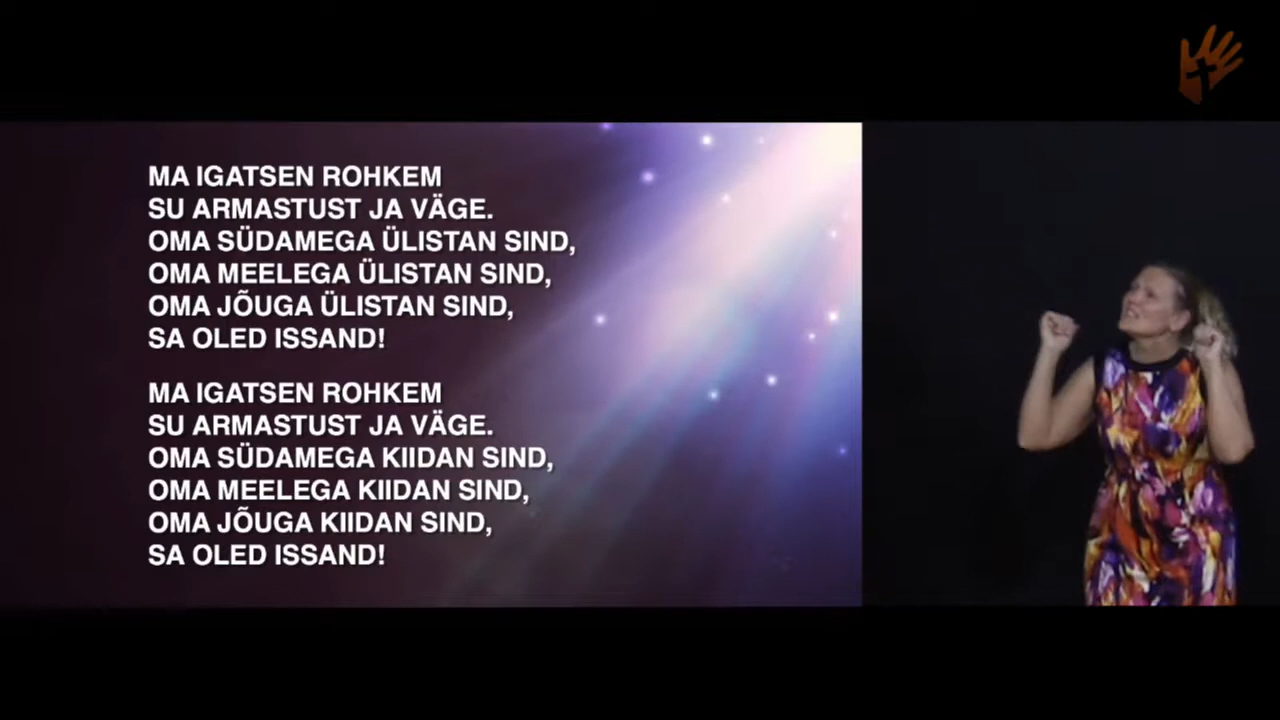 MA IGATSEN ROHKEM
SU ARMASTUST JA VÄGE.
OMA SÜDAMEGA ÜLISTAN SIND,
OMA MEELEGA ÜLISTAN SIND,
OMA JÕUGA ÜLISTAN SIND,
SA OLED ISSAND!
MA IGATSEN ROHKEM
SU ARMASTUST JA VÄGE.
OMA SÜDAMEGA KIIDAN SIND,
OMA MEELEGA KIIDAN SIND,
OMA JÕUGA KIIDAN SIND,
SA OLED ISSAND!